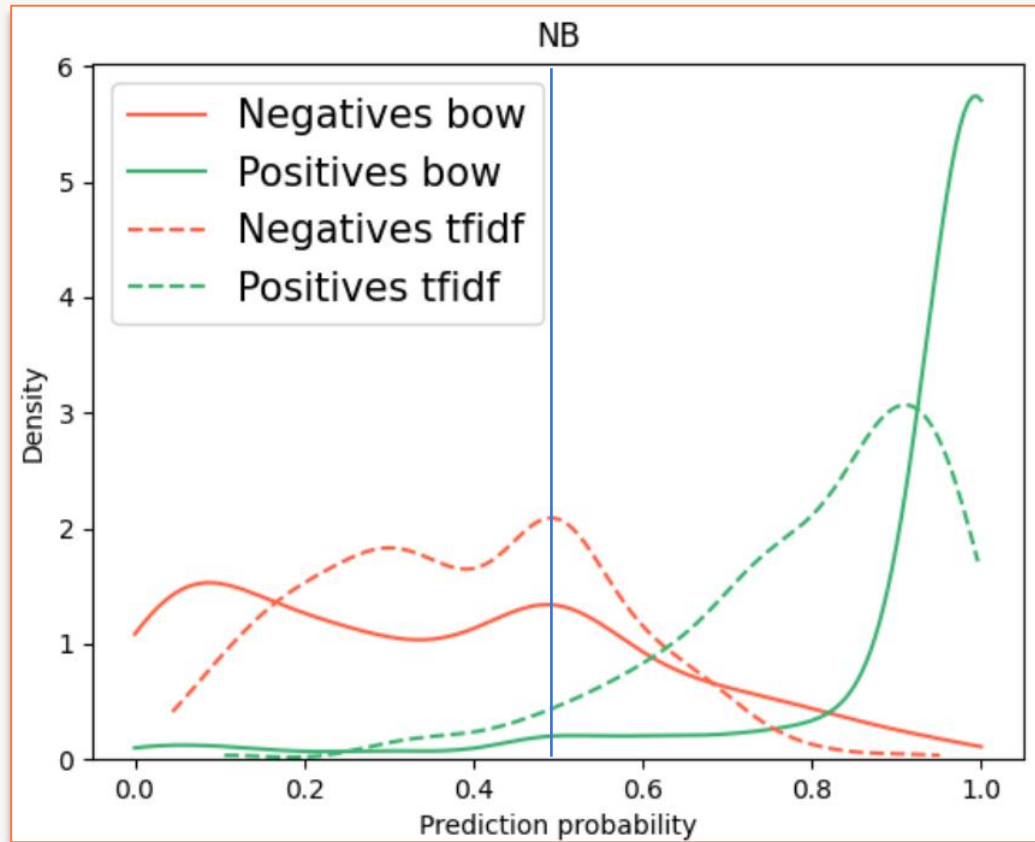 NB
6
5
4
3
2
1
0
Density
Negatives bow
Positives bow
Negatives tfidf
Positives tfidf
0.0 0.2 0.4 0.6 0.8 1.0
Prediction probability